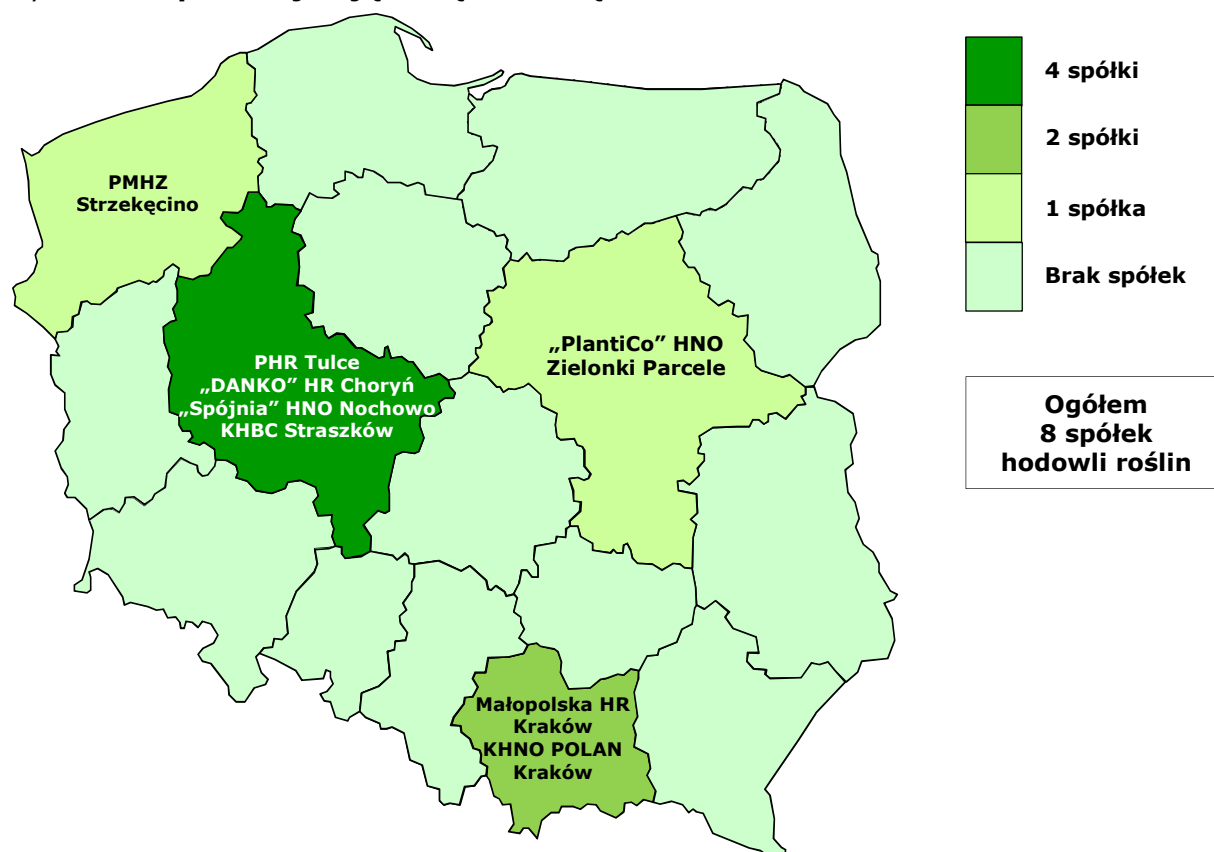 4 spółki
2 spółki
1 spółka
Brak spółek
PMHZ
Strzekęcino
PHR Tulce
„DANKO” HR Choryń
„Spójnia” HNO Nochowo
KHBC Straszków
„PlantiCo” HNO
Zielonki Parcele
Małopolska HR
Kraków
KHNO POLAN
Kraków
Ogółem
8 spółek
hodowli roślin